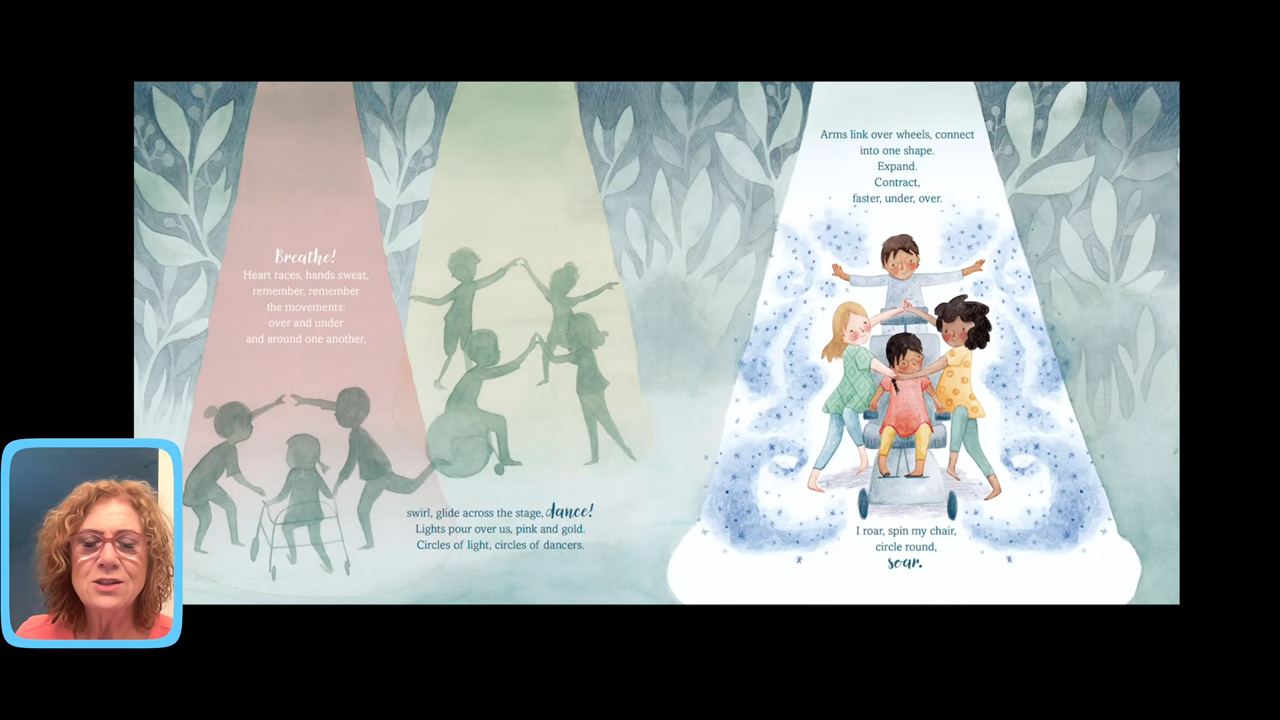 Breathe!
Heart races, hands sweat,
remember, remember
the movements:
over and under
and around one another,
swirl, glide across the stage, dance!
Lights pour over us, pink and gold.
Circles of light, circles of dancers.
Arms link over wheels, connect
into one shape.
Expand.
Contract,
faster, under, over.
I roar, spin my chair,
circle round,
soar.